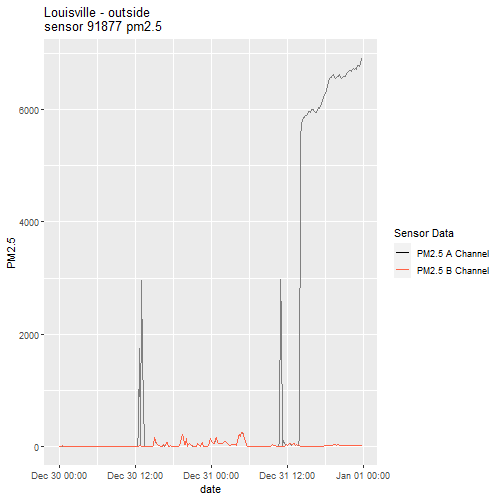 Louisville - outside
sensor 91877 pm2.5
6000
4000
2000
0
PM2.5
Dec 30 00:00
Dec 30 12:00
Dec 31 00:00
Dec 31 12:00
Jan 01 00:00
date
Sensor Data
PM2.5 A Channel
PM2.5 B Channel